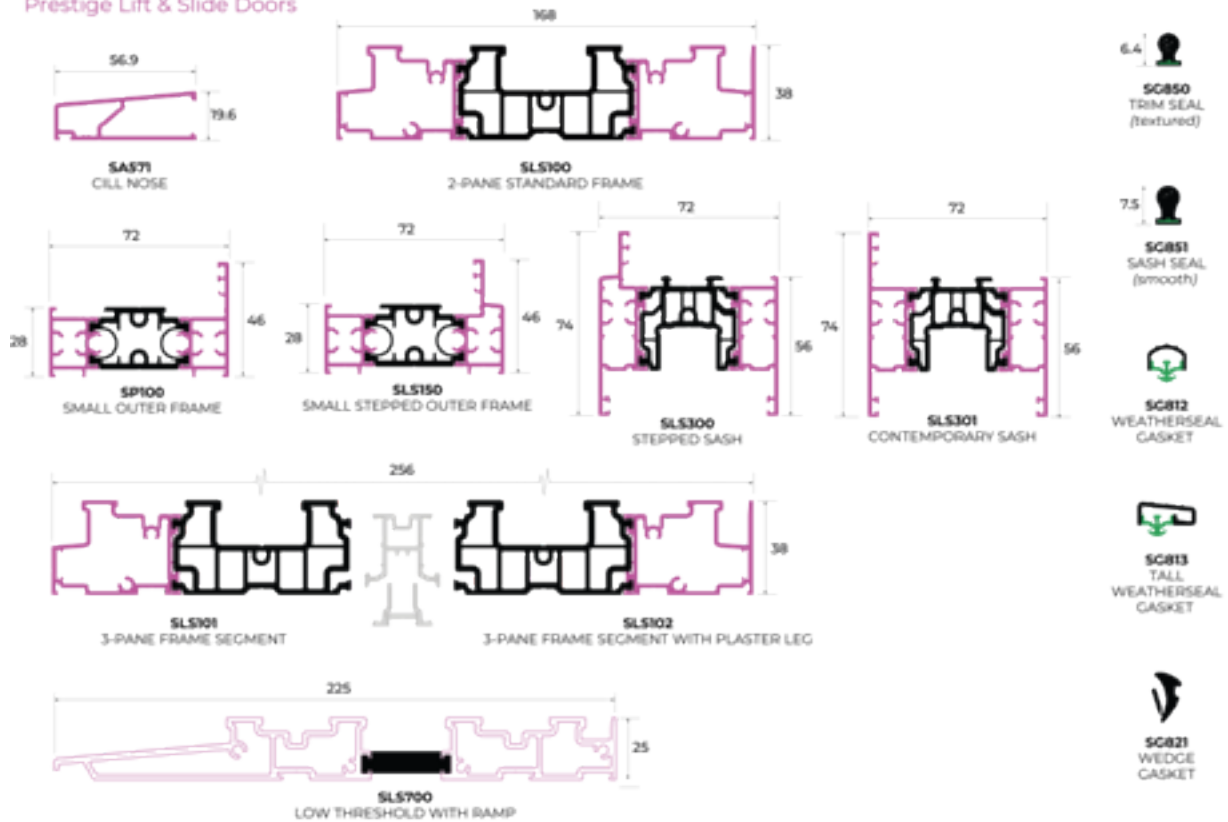 Prestige Lift & Slide Doors
168
56.9
19.6
38
6.4
SA571
CILL NOSE
SLS100
2-PANE STANDARD FRAME
SG850
TRIM SEAL
(textured)
72
28
46
SP100
SMALL OUTER FRAME
72
28
46
SLS150
SMALL STEPPED OUTER FRAME
72
74
56
SLS300
STEPPED SASH
72
74
56
SLS301
CONTEMPORARY SASH
7.5
SG851
SASH SEAL
(smooth)
SG812
WEATHERSEAL
GASKET
256
38
SLS101
3-PANE FRAME SEGMENT
SLS102
3-PANE FRAME SEGMENT WITH PLASTER LEG
SG813
TALL
WEATHERSEAL
GASKET
225
25
SLS700
LOW THRESHOLD WITH RAMP
SG821
WEDGE
GASKET